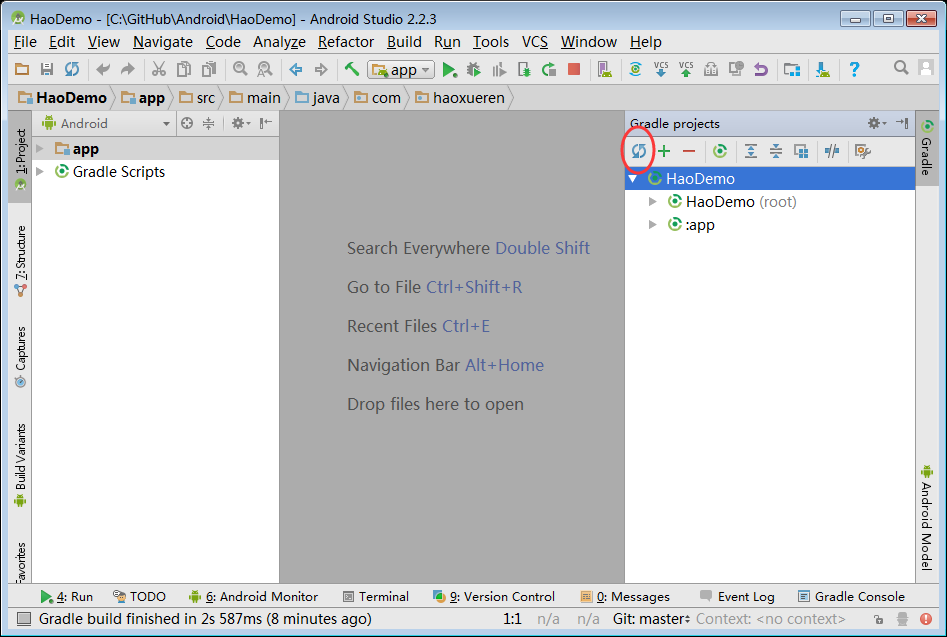 HaoDemo - [C:\GitHub\Android\HaoDemo] - Android Studio 2.2.3
File Edit View Navigate Code Analyze Refactor Build Run Tools VCS Window Help
app VCS VCS ?
HaoDemo app src main java com haoxueren
Android
Gradle projects
1: Project
7: Structure
Captures
Build Variants
app
Gradle Scripts
Search Everywhere Double Shift
Go to File Ctrl+Shift+R
Recent Files Ctrl+E
Navigation Bar Alt+Home
Drop files here to open
HaoDemo
HaoDemo (root)
:app
Gradle
Android Model
4: Run TODO 6: Android Monitor Terminal 9: Version Control 0: Messages Event Log Gradle Console
Gradle build finished in 2s 587ms (8 minutes ago) 1:1 n/a n/a Git: master Context: <no context>